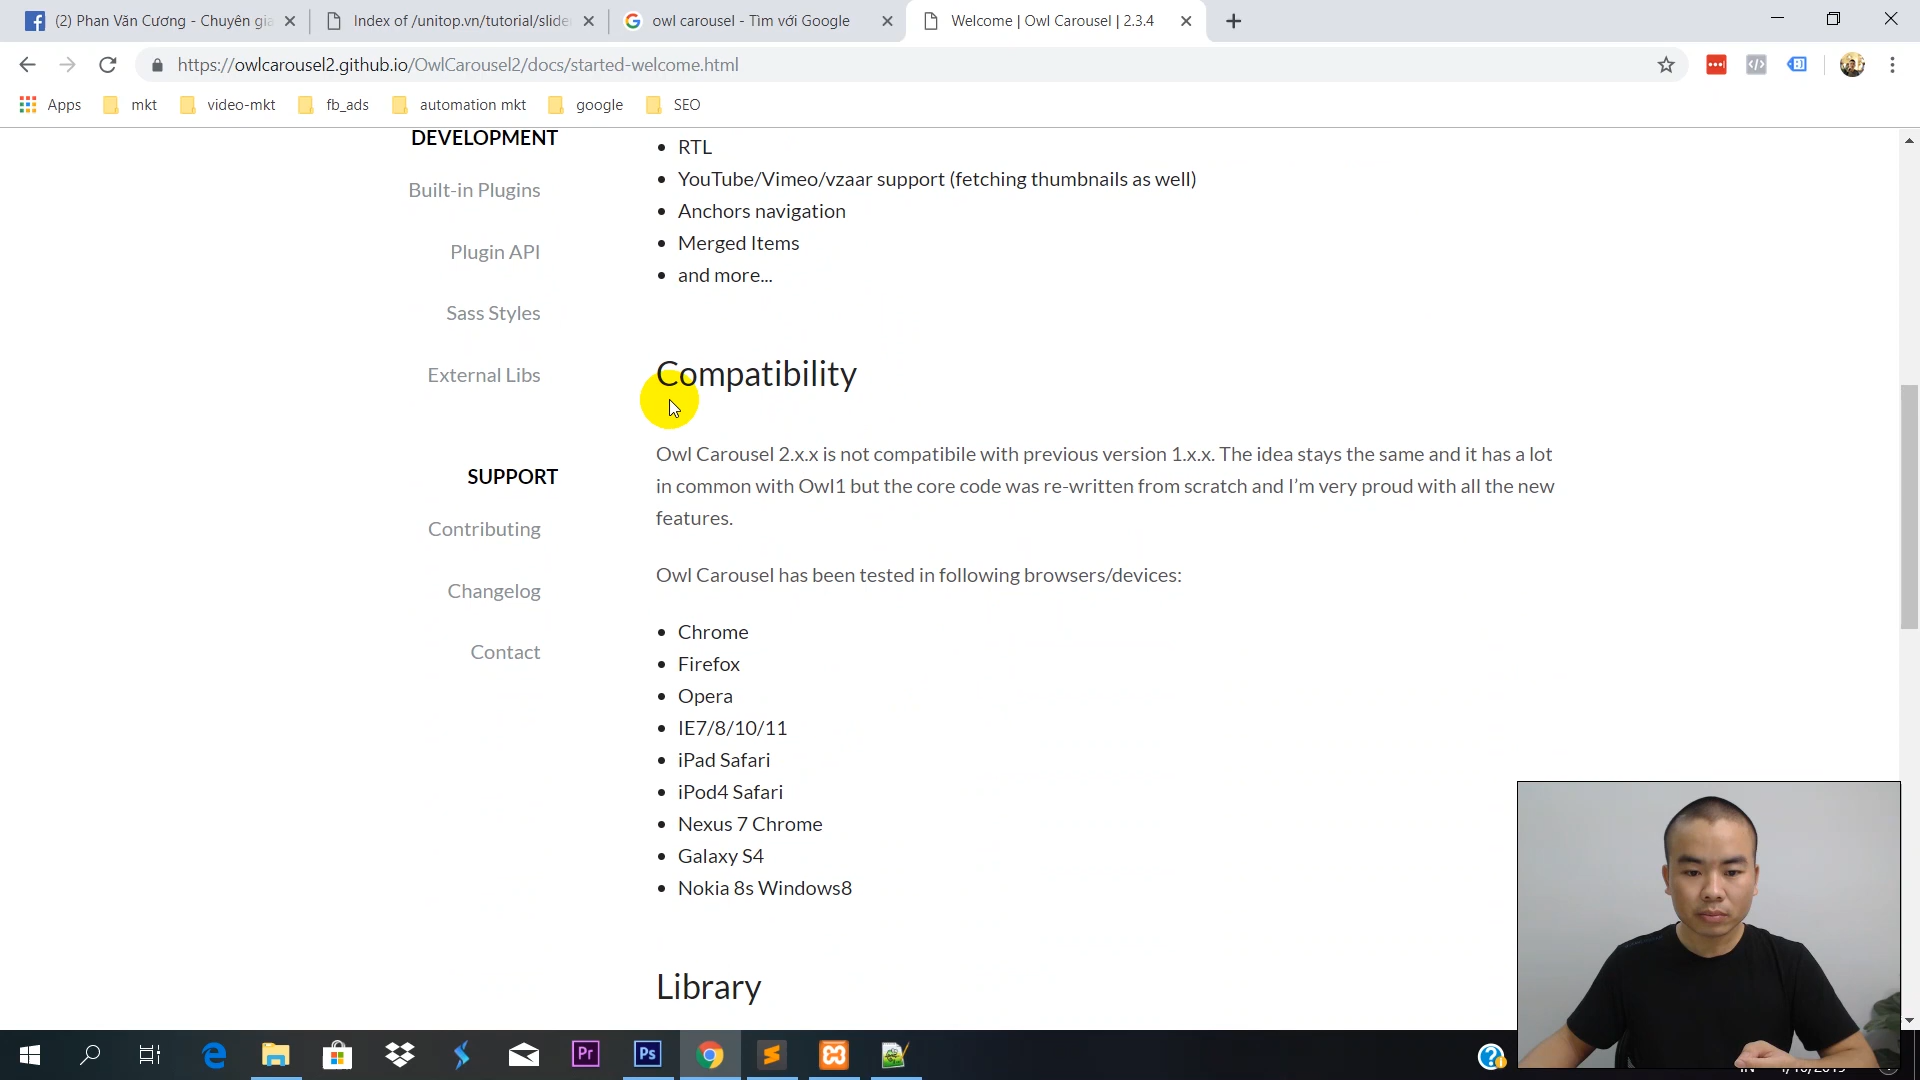 (2) Phan Văn Cương - Chuyên gia
Index of /unitop.vn/tutorial/slide
owl carousel - Tìm với Google
Welcome | Owl Carousel | 2.3.4
https://owlcarousel2.github.io/OwlCarousel2/docs/started-welcome.html
Apps
mkt
video-mkt
fb_ads
automation mkt
google
SEO
DEVELOPMENT
Built-in Plugins
Plugin API
Sass Styles
External Libs
SUPPORT
Contributing
Changelog
Contact
RTL
YouTube/Vimeo/vzaar support (fetching thumbnails as well)
Anchors navigation
Merged Items
and more...
Compatibility
Owl Carousel 2.x.x is not compatibile with previous version 1.x.x. The idea stays the same and it has a lot
in common with Owl1 but the core code was re-written from scratch and I'm very proud with all the new
features.
Owl Carousel has been tested in following browsers/devices:
Chrome
Firefox
Opera
IE7/8/10/11
iPad Safari
iPod4 Safari
Nexus 7 Chrome
Galaxy S4
Nokia 8s Windows8
Library
Pr
Ps